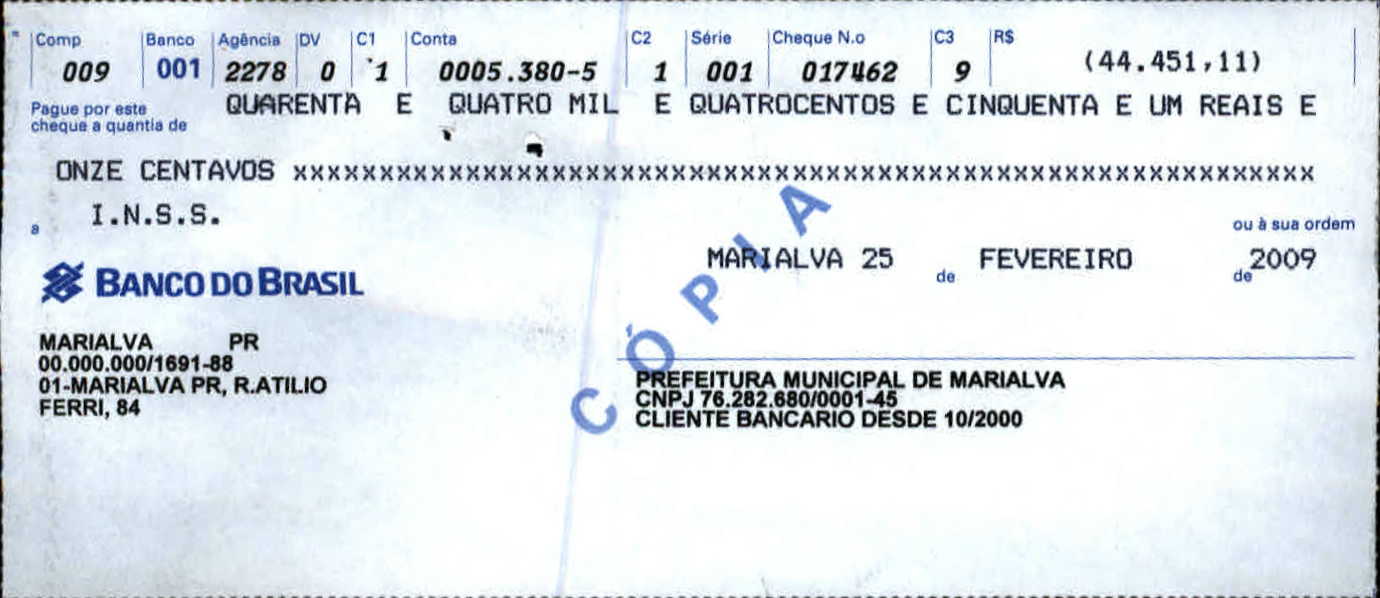 Comp Banco Agência DV C1 Conta C2 Série Cheque N.o C3 R$
009 001 2278 0 1 0005.380-5 1 001 017462 9 (44.451,11)
Pague por este cheque a quantia de QUARENTA E QUATRO MIL E QUATROCENTOS E CINQUENTA E UM REAIS E
ONZE CENTAVOS xxxxxxxxxxxxxxxxxxxxxxxxxxxxxxxxxxxxxxxxxxxxxxxxxxxxxxxxxxxxxxxxxxxxxx
a I.N.S.S. ou à sua ordem
MARIALVA 25 de FEVEREIRO de 2009
BANCO DO BRASIL
CÓPIA
MARIALVA PR
00.000.000/1691-88
01-MARIALVA PR, R.ATILIO
FERRI, 84
PREFEITURA MUNICIPAL DE MARIALVA
CNPJ 76.282.680/0001-45
CLIENTE BANCARIO DESDE 10/2000